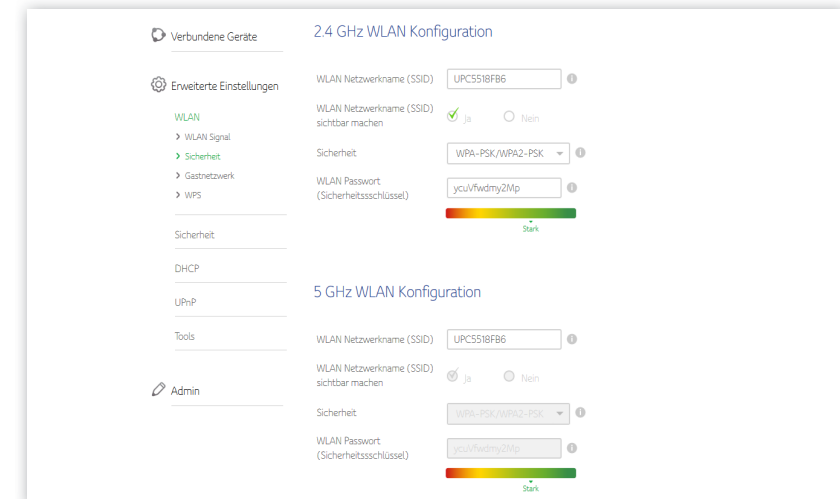 Verbundene Geräte
Erweiterte Einstellungen
WLAN
WLAN Signal
Sicherheit
Gastnetzwerk
WPS
Sicherheit
DHCP
UPnP
Tools
Admin
2.4 GHz WLAN Konfiguration
WLAN Netzwerkname (SSID) UPC5518FB6
WLAN Netzwerkname (SSID)
sichtbar machen Ja Nein
Sicherheit WPA-PSK/WPA2-PSK
WLAN Passwort
(Sicherheitssschlüssel) ycuVfwdmy2Mp
Stark
5 GHz WLAN Konfiguration
WLAN Netzwerkname (SSID) UPC5518FB6
WLAN Netzwerkname (SSID)
sichtbar machen Ja Nein
Sicherheit WPA-PSK/WPA2-PSK
WLAN Passwort
(Sicherheitssschlüssel) ycuVfwdmy2Mp
Stark